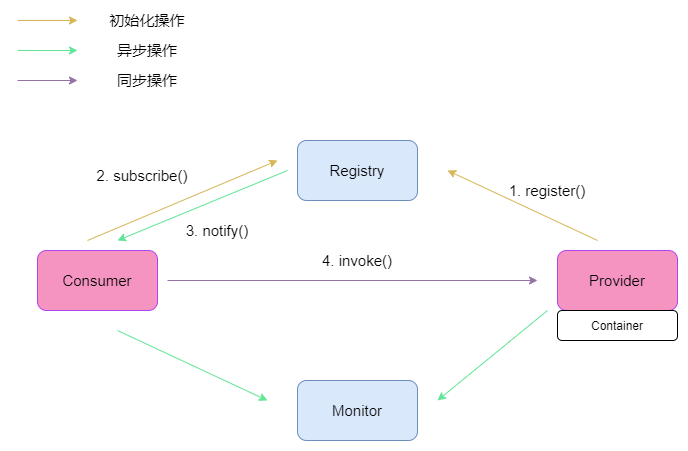 初始化操作
异步操作
同步操作
Registry
2. subscribe()
1. register()
3. notify()
4. invoke()
Consumer
Provider
Container
Monitor